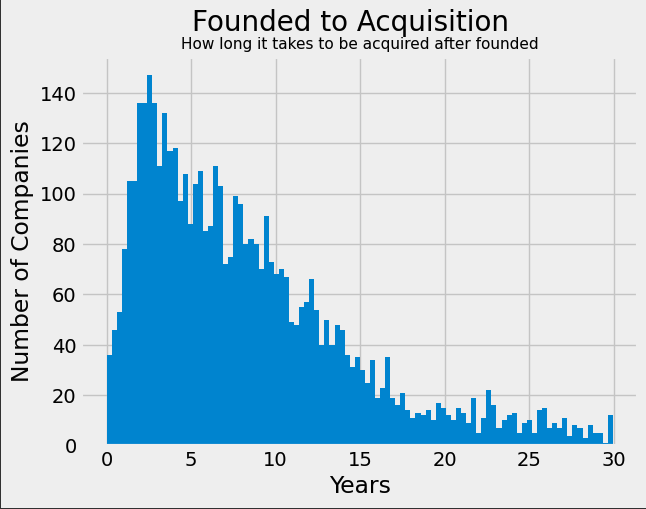 Founded to Acquisition
How long it takes to be acquired after founded
Number of Companies
140
120
100
80
60
40
20
0
0 5 10 15 20 25 30
Years